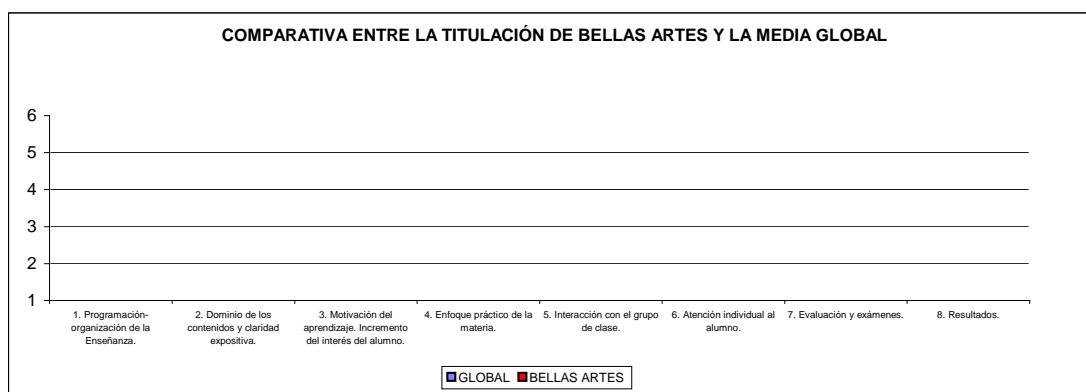 COMPARATIVA ENTRE LA TITULACIÓN DE BELLAS ARTES Y LA MEDIA GLOBAL
6
5
4
3
2
1
1. Programación-
organización de la
Enseñanza.
2. Dominio de los
contenidos y claridad
expositiva.
3. Motivación del
aprendizaje. Incremento
del interés del alumno.
4. Enfoque práctico de la
materia.
5. Interacción con el grupo
de clase.
6. Atención individual al
alumno.
7. Evaluación y exámenes.
8. Resultados.
GLOBAL BELLAS ARTES